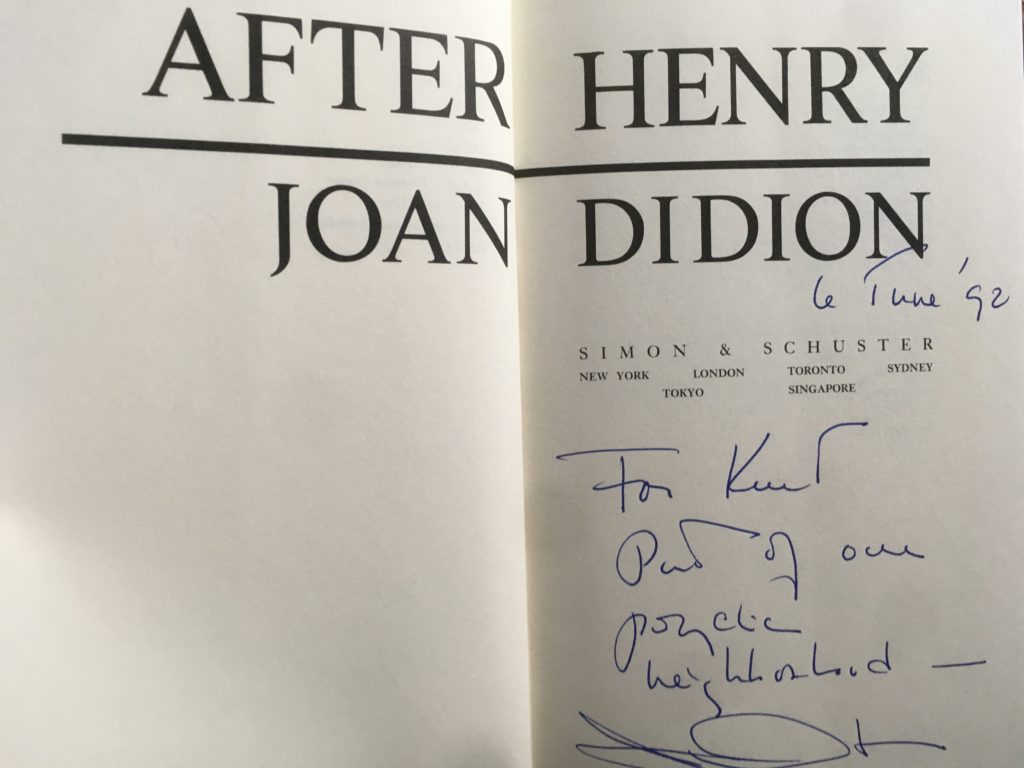 AFTER HENRY
JOAN DIDION
6 June '92
SIMON & SCHUSTER
NEW YORK LONDON TORONTO SYDNEY
TOKYO SINGAPORE
For Kurt
Part of our
neighborhood —